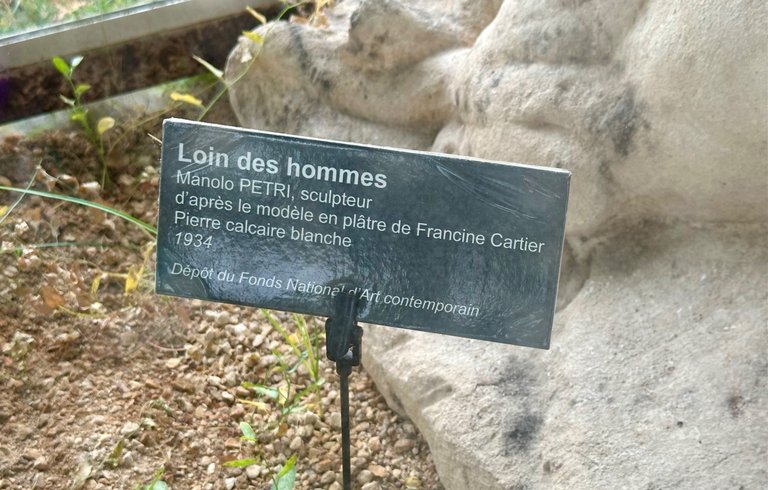 Loin des hommes
Manolo PETRI, sculpteur
d'après le modèle en plâtre de Francine Cartier
Pierre calcaire blanche
1934
Dépôt du Fonds National d'Art contemporain